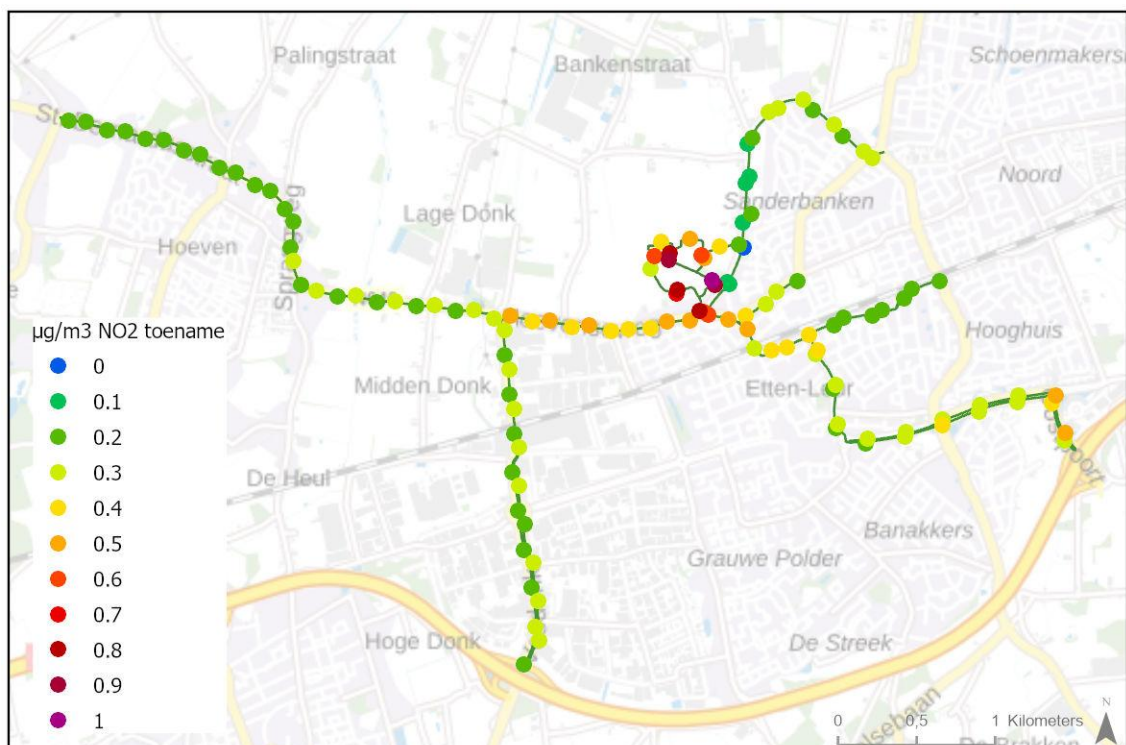 Palingstraat
Bankenstraat
Schoenmakers
Noord
Sanderbanken
Lage Donk
Hoeven
Hooghuis
µg/m3 NO2 toename
0
0.1
0.2
0.3
0.4
0.5
0.6
0.7
0.8
0.9
1
Midden Donk
Etten-Leur
De Heul
Banakkers
Grauwe Polder
Hoge Donk
De Streek
N
0 0.5 1 Kilometers